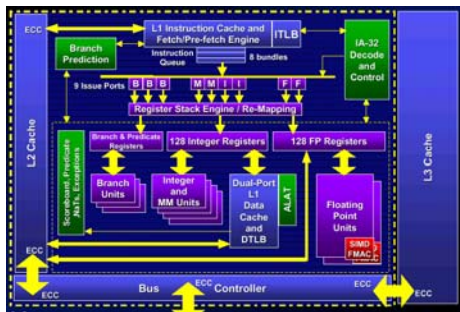 ECC
L1 Instruction Cache and
Fetch/Pre-fetch Engine
ITLB
Branch
Prediction
Instruction
Queue
8 bundles
IA-32
Decode
and
Control
9 Issue Ports
B B B M M I I F F
Register Stack Engine / Re-Mapping
L2 Cache
L3 Cache
Scoreboard, Predicate
,NaTs, Exceptions
Branch & Predicate
Registers
128 Integer Registers
128 FP Registers
Branch
Units
Integer
and
MM Units
Dual-Port
L1
Data
Cache
and
DTLB
ALAT
Floating
Point
Units
SIMD
FMAC
ECC
ECC
Bus Controller
ECC
ECC
ECC
ECC